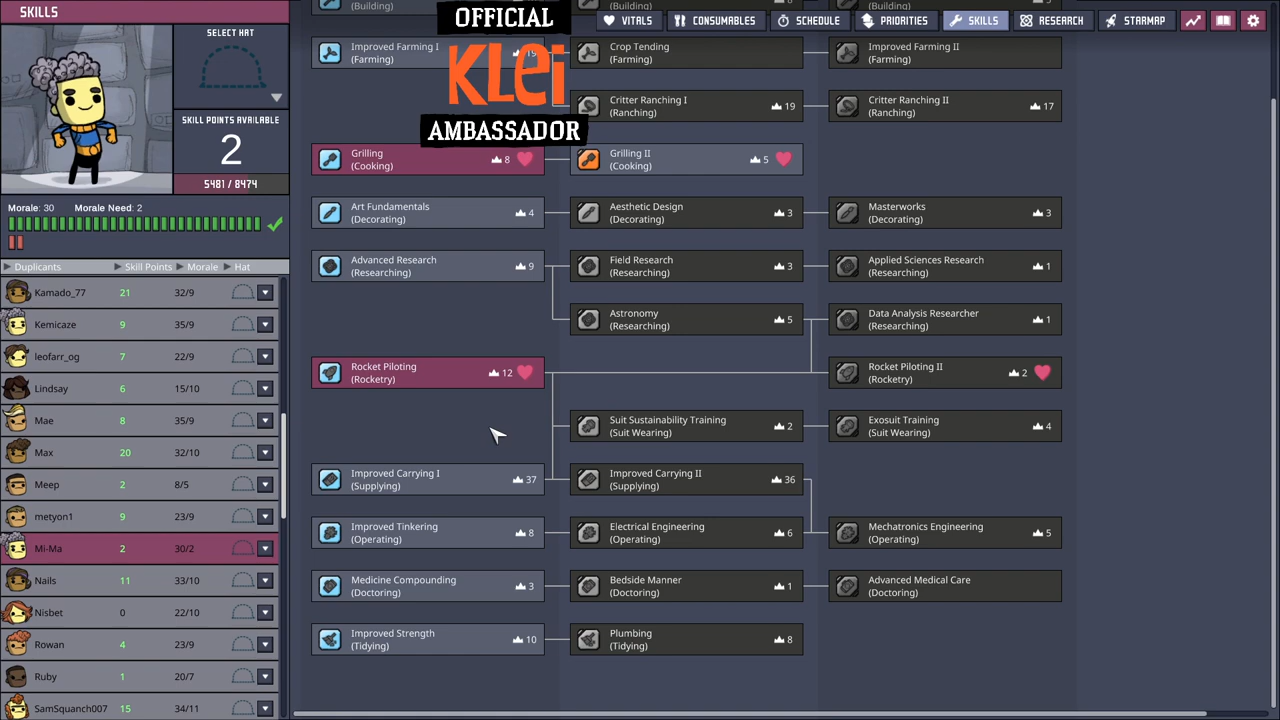 SKILLS
OFFICIAL
KLei
AMBASSADOR
VITALS
CONSUMABLES
SCHEDULE
PRIORITIES
SKILLS
RESEARCH
STARMAP
SELECT HAT
SKILL POINTS AVAILABLE
2
5481 / 8474
Morale: 30 Morale Need: 2
Duplicants Skill Points Morale Hat
Kamado_77 21 32/9
Kemicaze 9 35/9
leofarr_og 7 22/9
Lindsay 6 15/10
Mae 8 35/9
Max 20 32/10
Meep 2 8/5
metyon1 9 23/9
Mi-Ma 2 30/2
Nails 11 33/10
Nisbet 0 22/10
Rowan 4 23/9
Ruby 1 20/7
SamSquanch007 15 34/11
(Building)
(Building)
Improved Farming I
(Farming)
Crop Tending
(Farming)
Improved Farming II
(Farming)
Critter Ranching I
(Ranching)
19
Critter Ranching II
(Ranching)
17
Grilling
(Cooking)
8
Grilling II
(Cooking)
5
Art Fundamentals
(Decorating)
4
Aesthetic Design
(Decorating)
3
Masterworks
(Decorating)
3
Advanced Research
(Researching)
9
Field Research
(Researching)
3
Applied Sciences Research
(Researching)
1
Astronomy
(Researching)
5
Data Analysis Researcher
(Researching)
1
Rocket Piloting
(Rocketry)
12
Rocket Piloting II
(Rocketry)
2
Suit Sustainability Training
(Suit Wearing)
2
Exosuit Training
(Suit Wearing)
4
Improved Carrying I
(Supplying)
37
Improved Carrying II
(Supplying)
36
Improved Tinkering
(Operating)
8
Electrical Engineering
(Operating)
6
Mechatronics Engineering
(Operating)
5
Medicine Compounding
(Doctoring)
3
Bedside Manner
(Doctoring)
1
Advanced Medical Care
(Doctoring)
Improved Strength
(Tidying)
10
Plumbing
(Tidying)
8